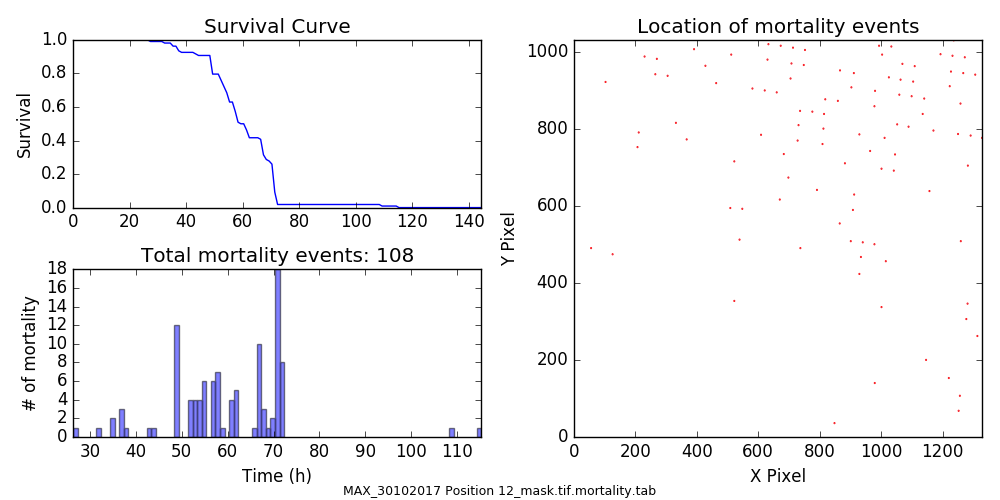 Survival Curve
1.0
0.8
0.6
0.4
0.2
0.0
Survival
0 20 40 60 80 100 120 140
Total mortality events: 108
18
16
14
12
10
8
6
4
2
0
# of mortality
30 40 50 60 70 80 90 100 110
Time (h)
Location of mortality events
1000
800
600
400
200
0
Y Pixel
0 200 400 600 800 1000 1200
X Pixel
MAX_30102017 Position 12_mask.tif.mortality.tab